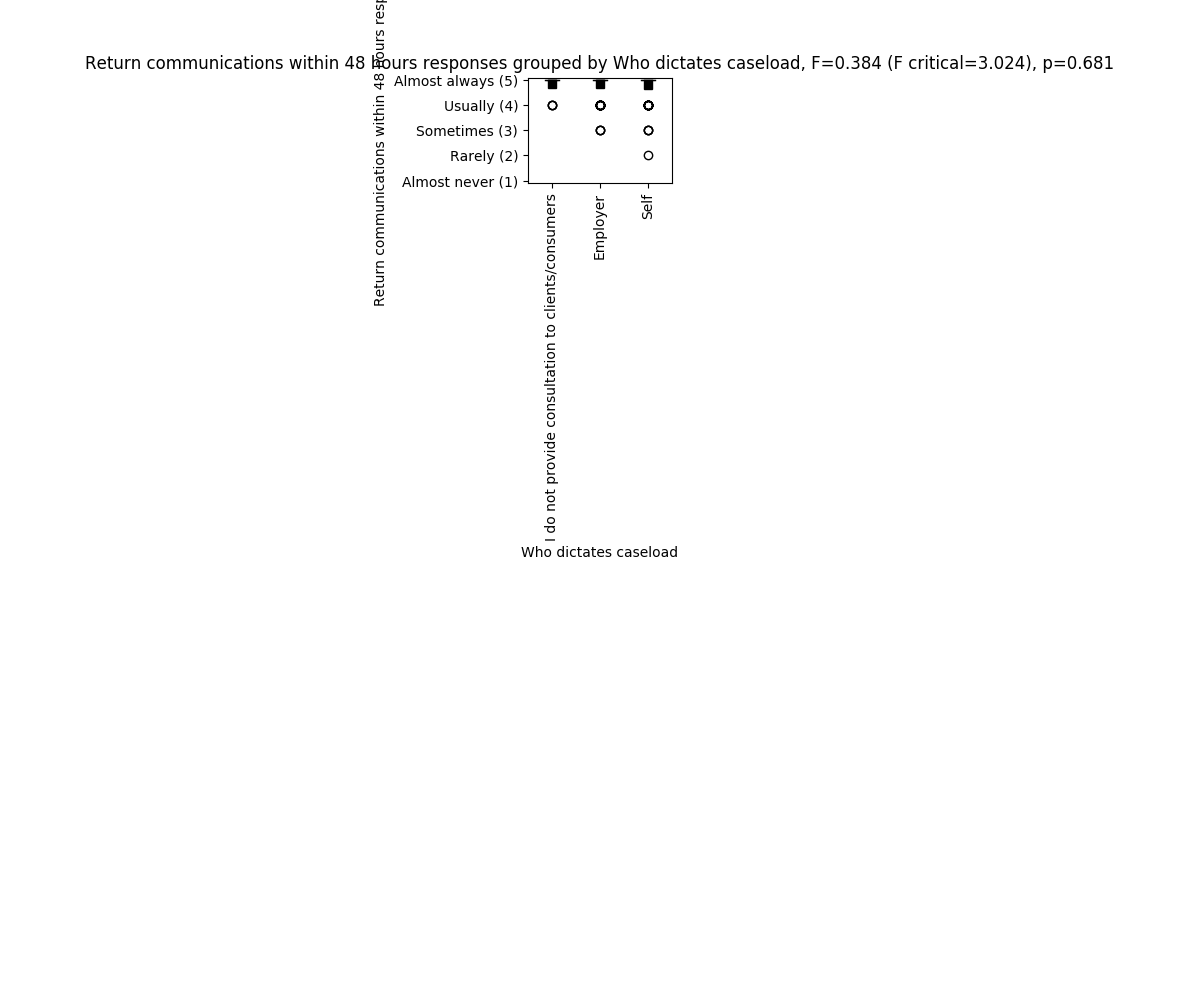 Return communications within 48 hours responses grouped by Who dictates caseload, F=0.384 (F critical=3.024), p=0.681
Return communications within 48 hours
Almost always (5)
Usually (4)
Sometimes (3)
Rarely (2)
Almost never (1)
I do not provide consultation to clients/consumers
Employer
Self
Who dictates caseload